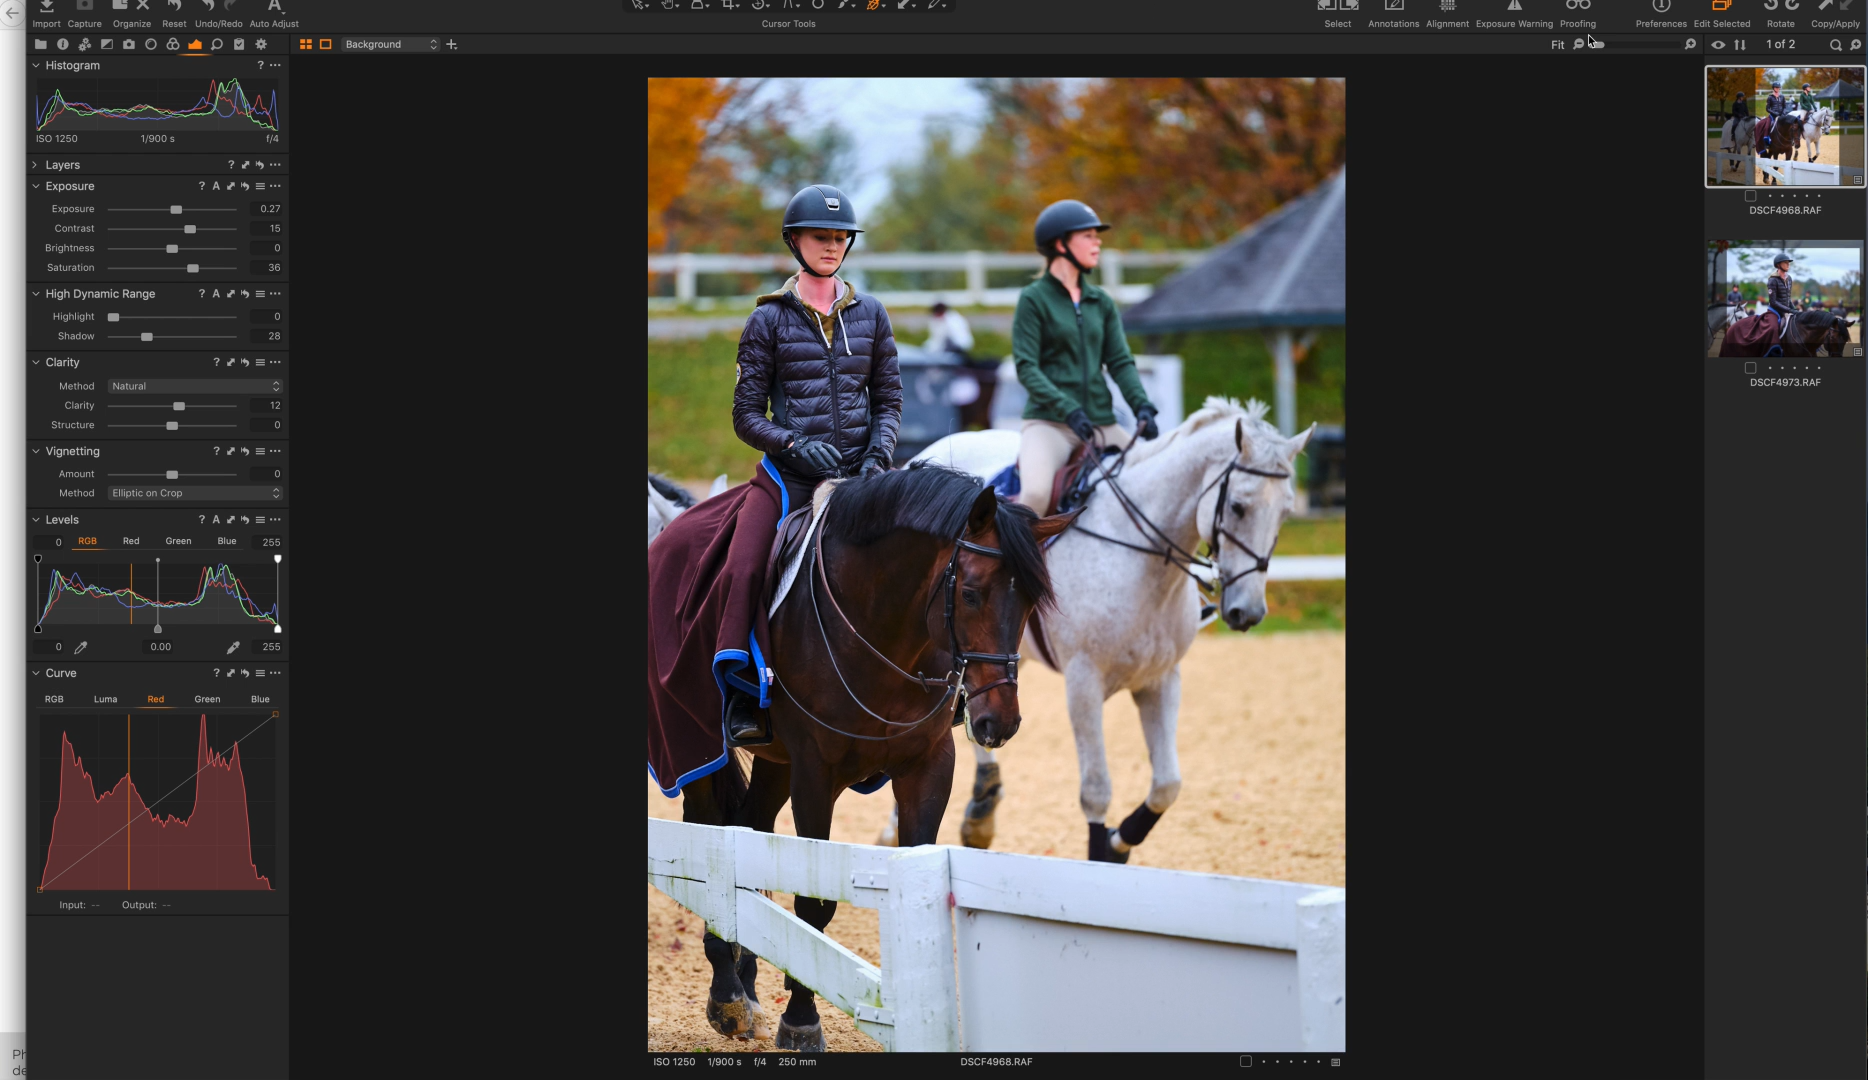 Import Capture Organize Reset Undo/Redo Auto Adjust Cursor Tools Select Annotations Alignment Exposure Warning Proofing Preferences Edit Selected Rotate Copy/Apply
Background Fit 1 of 2
Histogram ? ...
ISO 1250 1/900 s f/4
Layers ? ...
Exposure ? A ...
Exposure 0.27
Contrast 15
Brightness 0
Saturation 36
High Dynamic Range ? A ...
Highlight 0
Shadow 28
Clarity ? ...
Method Natural
Clarity 12
Structure 0
Vignetting ? ...
Amount 0
Method Elliptic on Crop
Levels ? A ...
0 RGB Red Green Blue 255
0 0.00 255
Curve ? ...
RGB Luma Red Green Blue
Input: -- Output: --
ISO 1250 1/900 s f/4 250 mm DSCF4968.RAF
DSCF4968.RAF
DSCF4973.RAF
Ph
de